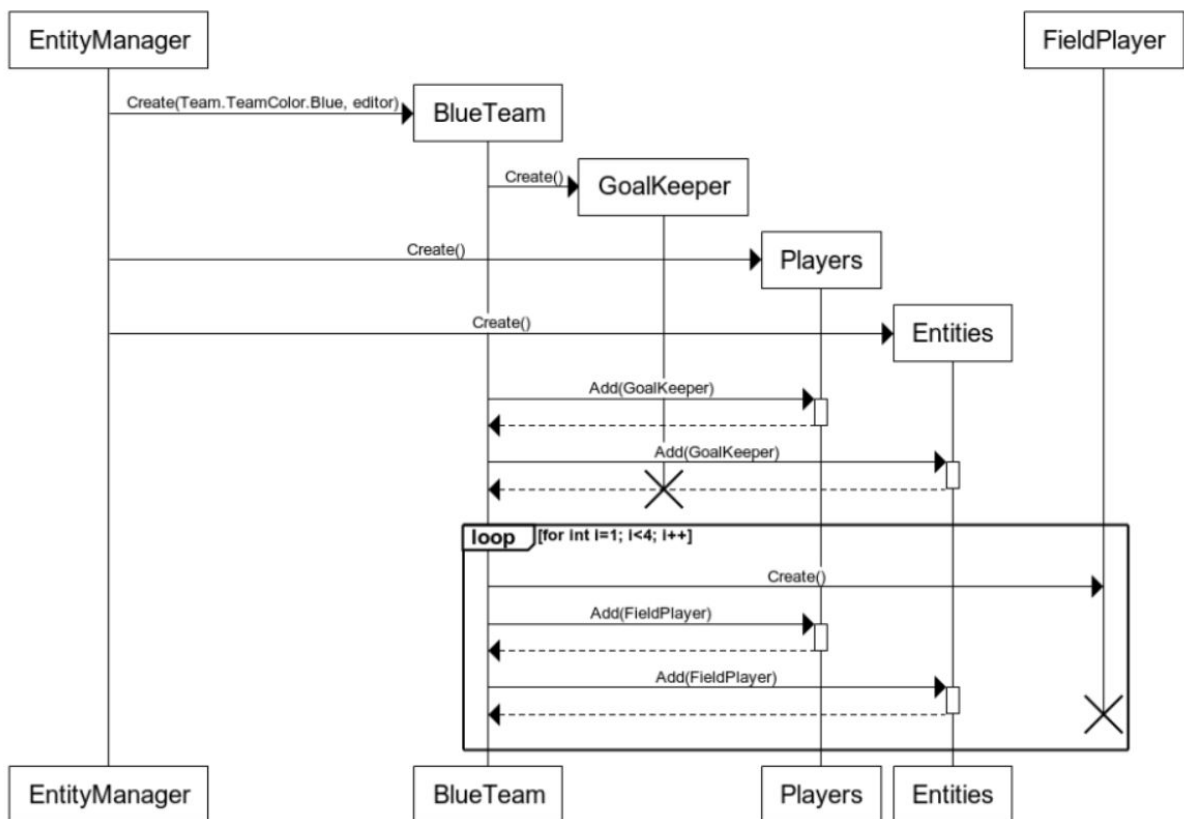 EntityManager
FieldPlayer
Create(Team.TeamColor.Blue, editor)
BlueTeam
Create()
GoalKeeper
Create()
Players
Create()
Entities
Add(GoalKeeper)
Add(GoalKeeper)
loop [for int i=1; i<4; i++]
Create()
Add(FieldPlayer)
Add(FieldPlayer)
EntityManager
BlueTeam
Players
Entities